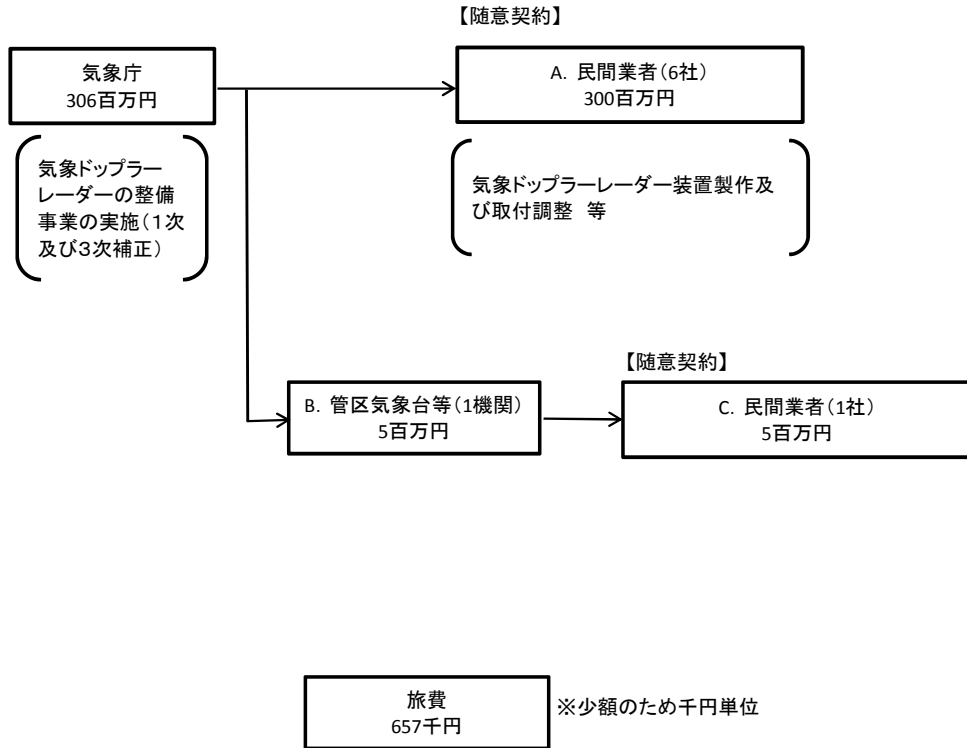 【随意契約】
気象庁
306百万円
A. 民間業者(6社)
300百万円
気象ドップラー
レーダーの整備
事業の実施(1次
及び3次補正)
気象ドップラーレーダー装置製作及
び取付調整 等
【随意契約】
B. 管区気象台等(1機関)
5百万円
C. 民間業者(1社)
5百万円
旅費
657千円
※少額のため千円単位